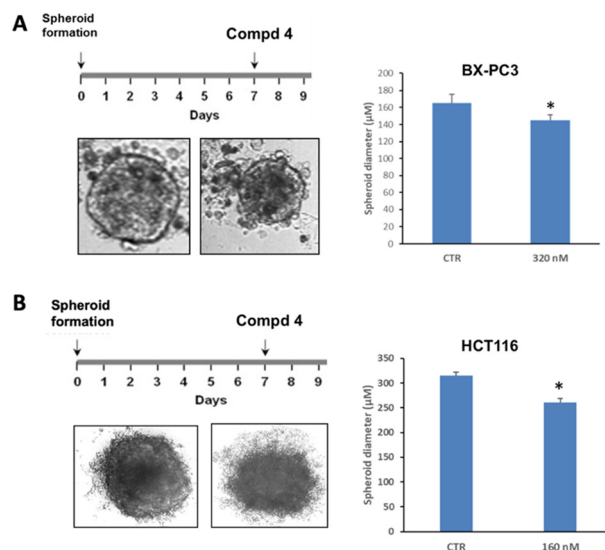 A
Spheroid
formation
Compd 4
0 1 2 3 4 5 6 7 8 9
Days
BX-PC3
Spheroid diameter (µM)
200
180
160
140
120
100
80
60
40
20
0
*
CTR 320 nM
B
Spheroid
formation
Compd 4
0 1 2 3 4 5 6 7 8 9
Days
HCT116
Spheroid diameter (µM)
350
300
250
200
150
100
50
0
*
CTR 160 nM